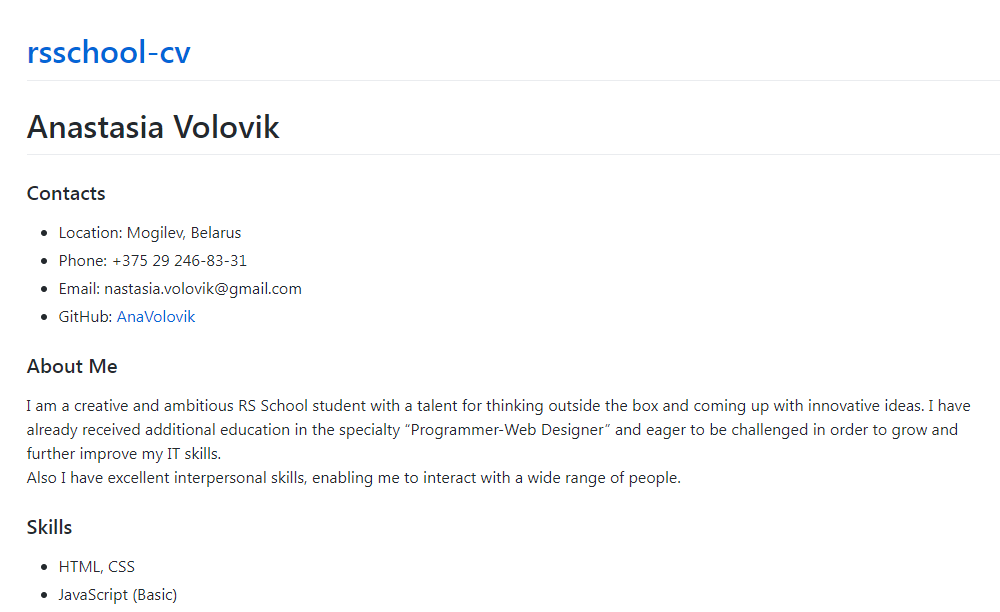 rsschool-cv
Anastasia Volovik
Contacts
• Location: Mogilev, Belarus
• Phone: +375 29 246-83-31
• Email: nastasia.volovik@gmail.com
• GitHub: AnaVolovik
About Me
I am a creative and ambitious RS School student with a talent for thinking outside the box and coming up with innovative ideas. I have
already received additional education in the specialty “Programmer-Web Designer” and eager to be challenged in order to grow and
further improve my IT skills.
Also I have excellent interpersonal skills, enabling me to interact with a wide range of people.
Skills
• HTML, CSS
• JavaScript (Basic)